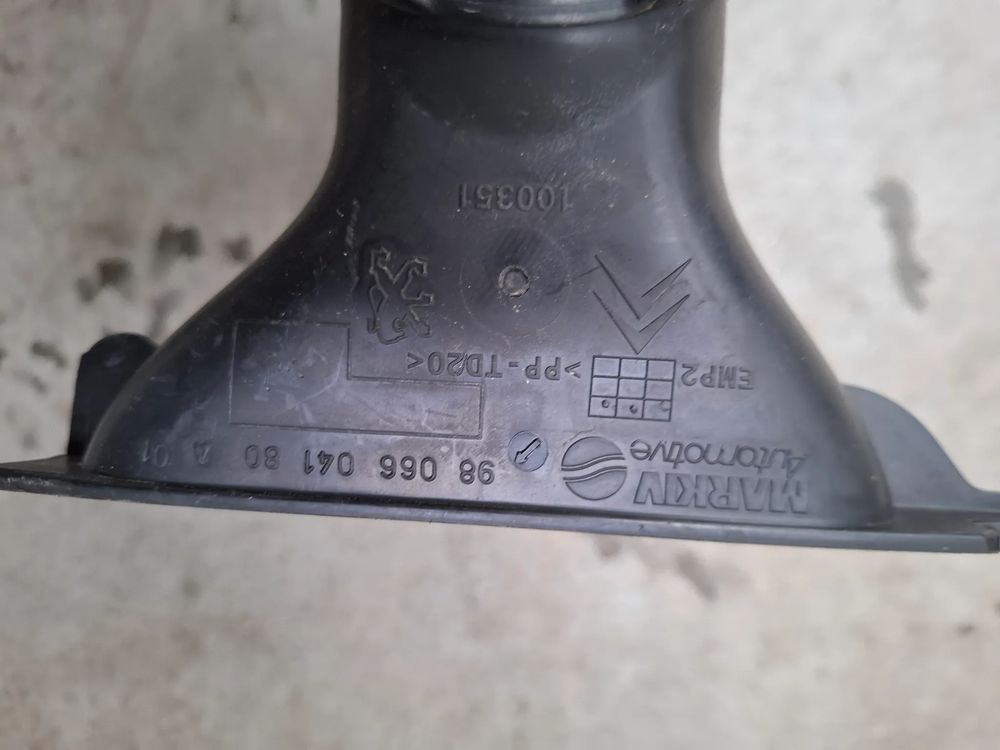 MARKIV
Automotive
98 066 041 80 A 01
EMP2 >PP-TD20<
100351